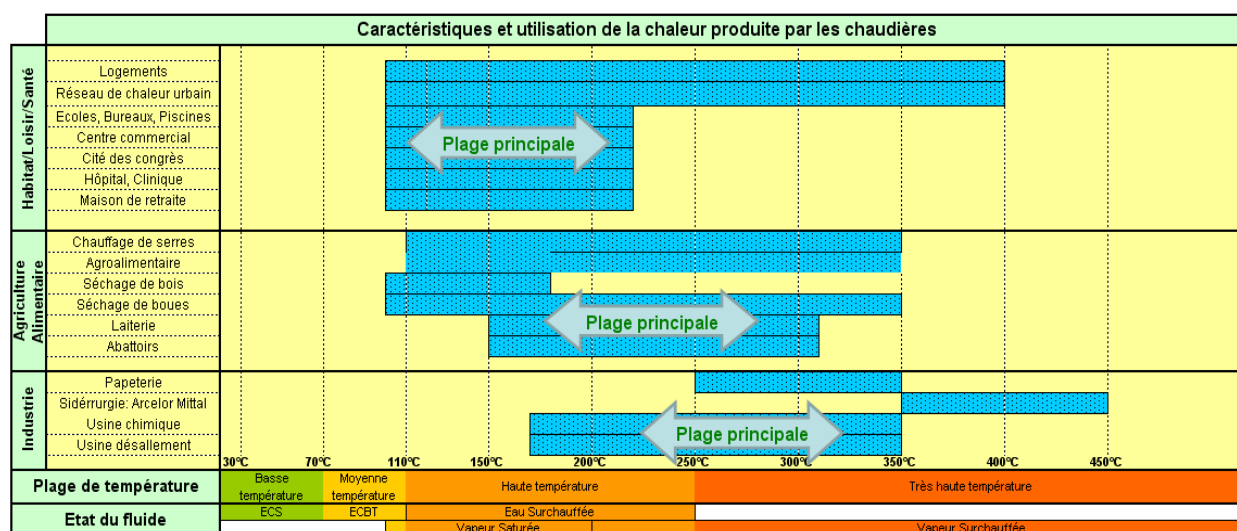 Caractéristiques et utilisation de la chaleur produite par les chaudières
Habitat/Loisir/Santé
Logements
Réseau de chaleur urbain
Ecoles, Bureaux, Piscines
Centre commercial
Cité des congrès
Hôpital, Clinique
Maison de retraite
Plage principale
Agriculture
Alimentaire
Chauffage de serres
Agroalimentaire
Séchage de bois
Séchage de boues
Laiterie
Abattoirs
Plage principale
Industrie
Papeterie
Sidérrurgie: Arcelor Mittal
Usine chimique
Usine désallement
Plage principale
30°C 70°C 110°C 150°C 200°C 250°C 300°C 350°C 400°C 450°C
Plage de température
Basse température
Moyenne température
Haute température
Très haute température
Etat du fluide
ECS ECBT Eau Surchauffée
Vapeur Saturée Vapeur Surchauffée